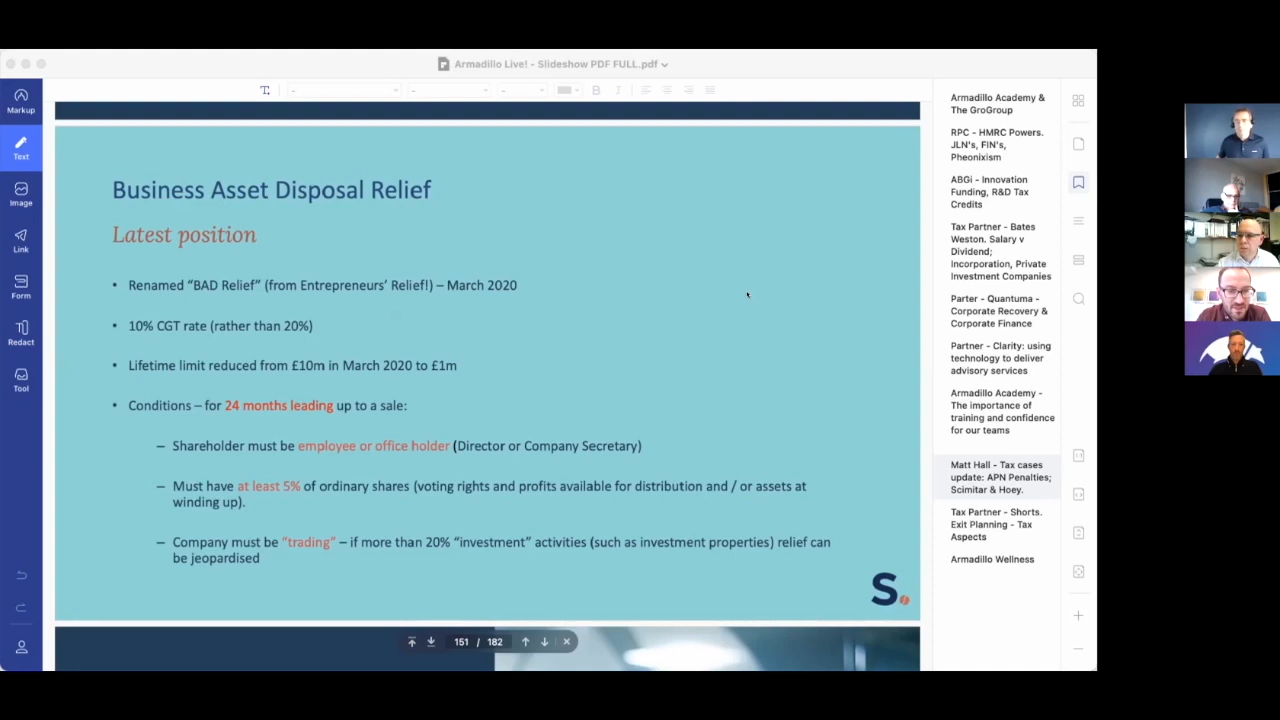 Armadillo Live! - Slideshow PDF FULL.pdf
Markup
Text
Image
Link
Form
Redact
Tool
B
I
Business Asset Disposal Relief
Latest position
• Renamed “BAD Relief” (from Entrepreneurs’ Relief!) – March 2020
• 10% CGT rate (rather than 20%)
• Lifetime limit reduced from £10m in March 2020 to £1m
• Conditions – for 24 months leading up to a sale:
– Shareholder must be employee or office holder (Director or Company Secretary)
– Must have at least 5% of ordinary shares (voting rights and profits available for distribution and / or assets at
winding up).
– Company must be “trading” – if more than 20% “investment” activities (such as investment properties) relief can
be jeopardised
S.
151 / 182
Armadillo Academy &
The GroGroup
RPC - HMRC Powers.
JLN's, FIN's,
Pheonixism
ABGi - Innovation
Funding, R&D Tax
Credits
Tax Partner - Bates
Weston. Salary v
Dividend;
Incorporation, Private
Investment Companies
Parter - Quantuma -
Corporate Recovery &
Corporate Finance
Partner - Clarity: using
technology to deliver
advisory services
Armadillo Academy -
The importance of
training and confidence
for our teams
Matt Hall - Tax cases
update: APN Penalties;
Scimitar & Hoey.
Tax Partner - Shorts.
Exit Planning - Tax
Aspects
Armadillo Wellness